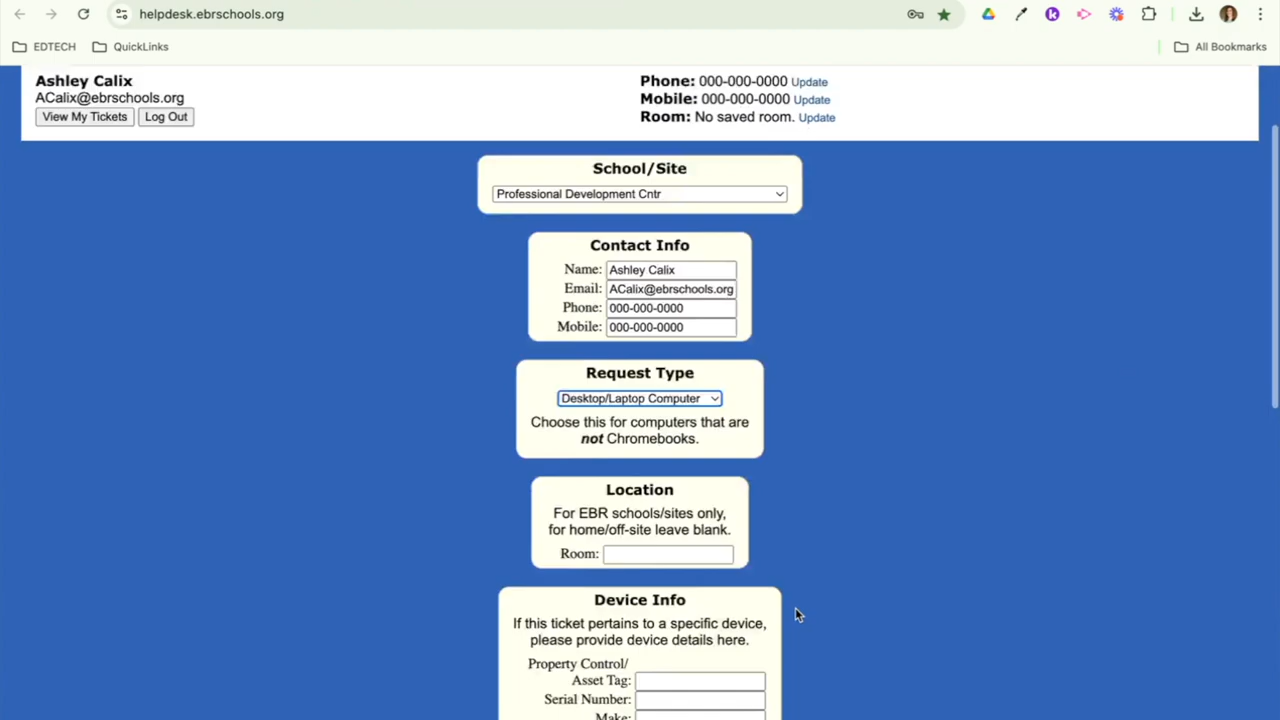 helpdesk.ebrschools.org
EDTECH QuickLinks All Bookmarks
Ashley Calix
ACalix@ebrschools.org
View My Tickets Log Out
Phone: 000-000-0000 Update
Mobile: 000-000-0000 Update
Room: No saved room. Update
School/Site
Professional Development Cntr
Contact Info
Name: Ashley Calix
Email: ACalix@ebrschools.org
Phone: 000-000-0000
Mobile: 000-000-0000
Request Type
Desktop/Laptop Computer
Choose this for computers that are
not Chromebooks.
Location
For EBR schools/sites only,
for home/off-site leave blank.
Room:
Device Info
If this ticket pertains to a specific device,
please provide device details here.
Property Control/
Asset Tag:
Serial Number:
Make: